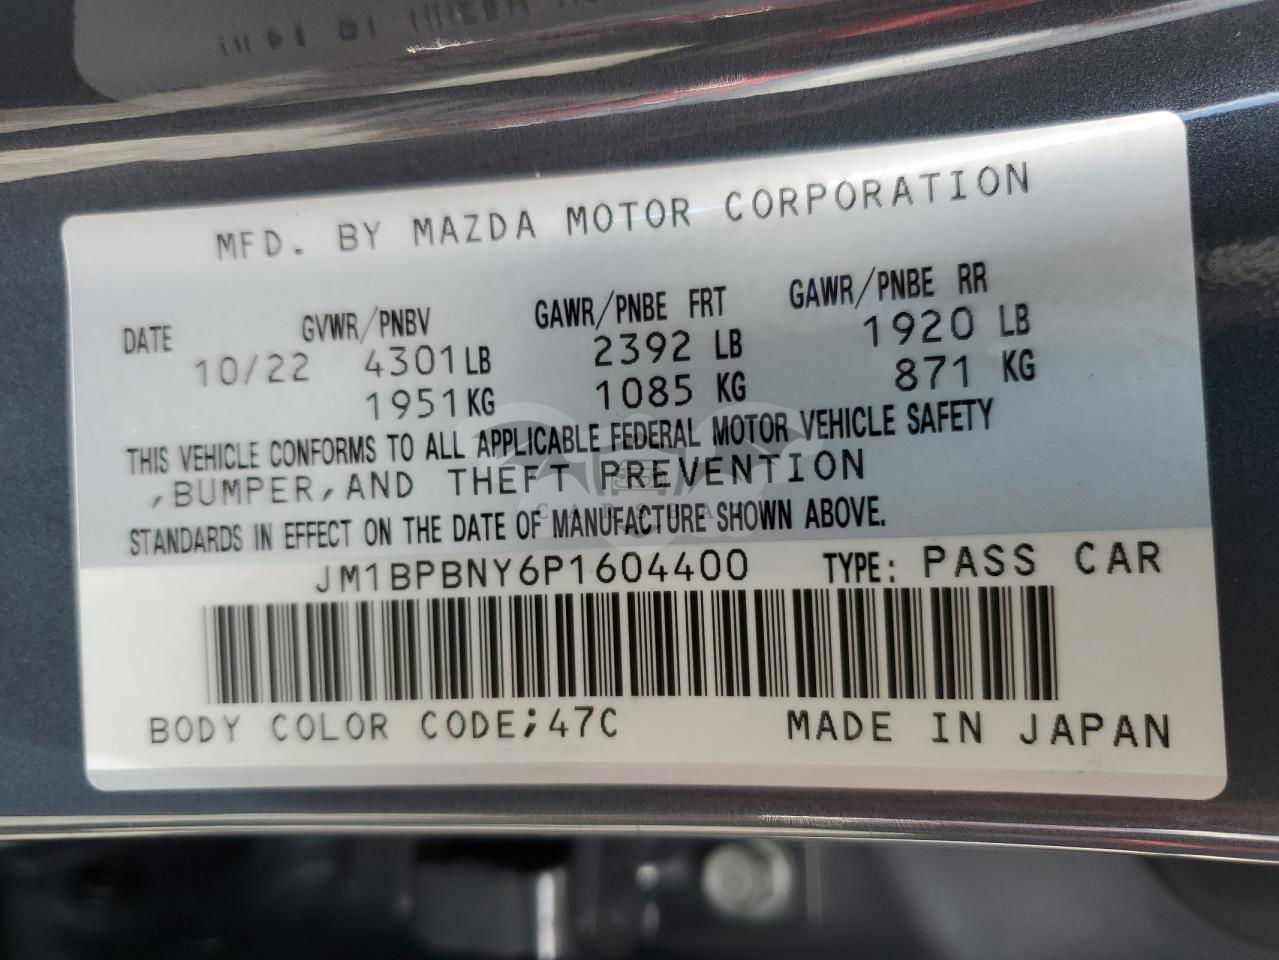 MFD. BY MAZDA MOTOR CORPORATION
DATE GVWR/PNBV GAWR/PNBE FRT GAWR/PNBE RR
10/22 4301LB 2392 LB 1920 LB
1951KG 1085 KG 871 KG
THIS VEHICLE CONFORMS TO ALL APPLICABLE FEDERAL MOTOR VEHICLE SAFETY
,BUMPER,AND THEFT PREVENTION
STANDARDS IN EFFECT ON THE DATE OF MANUFACTURE SHOWN ABOVE.
JM1BPBNY6P1604400 TYPE: PASS CAR
BODY COLOR CODE;47C MADE IN JAPAN